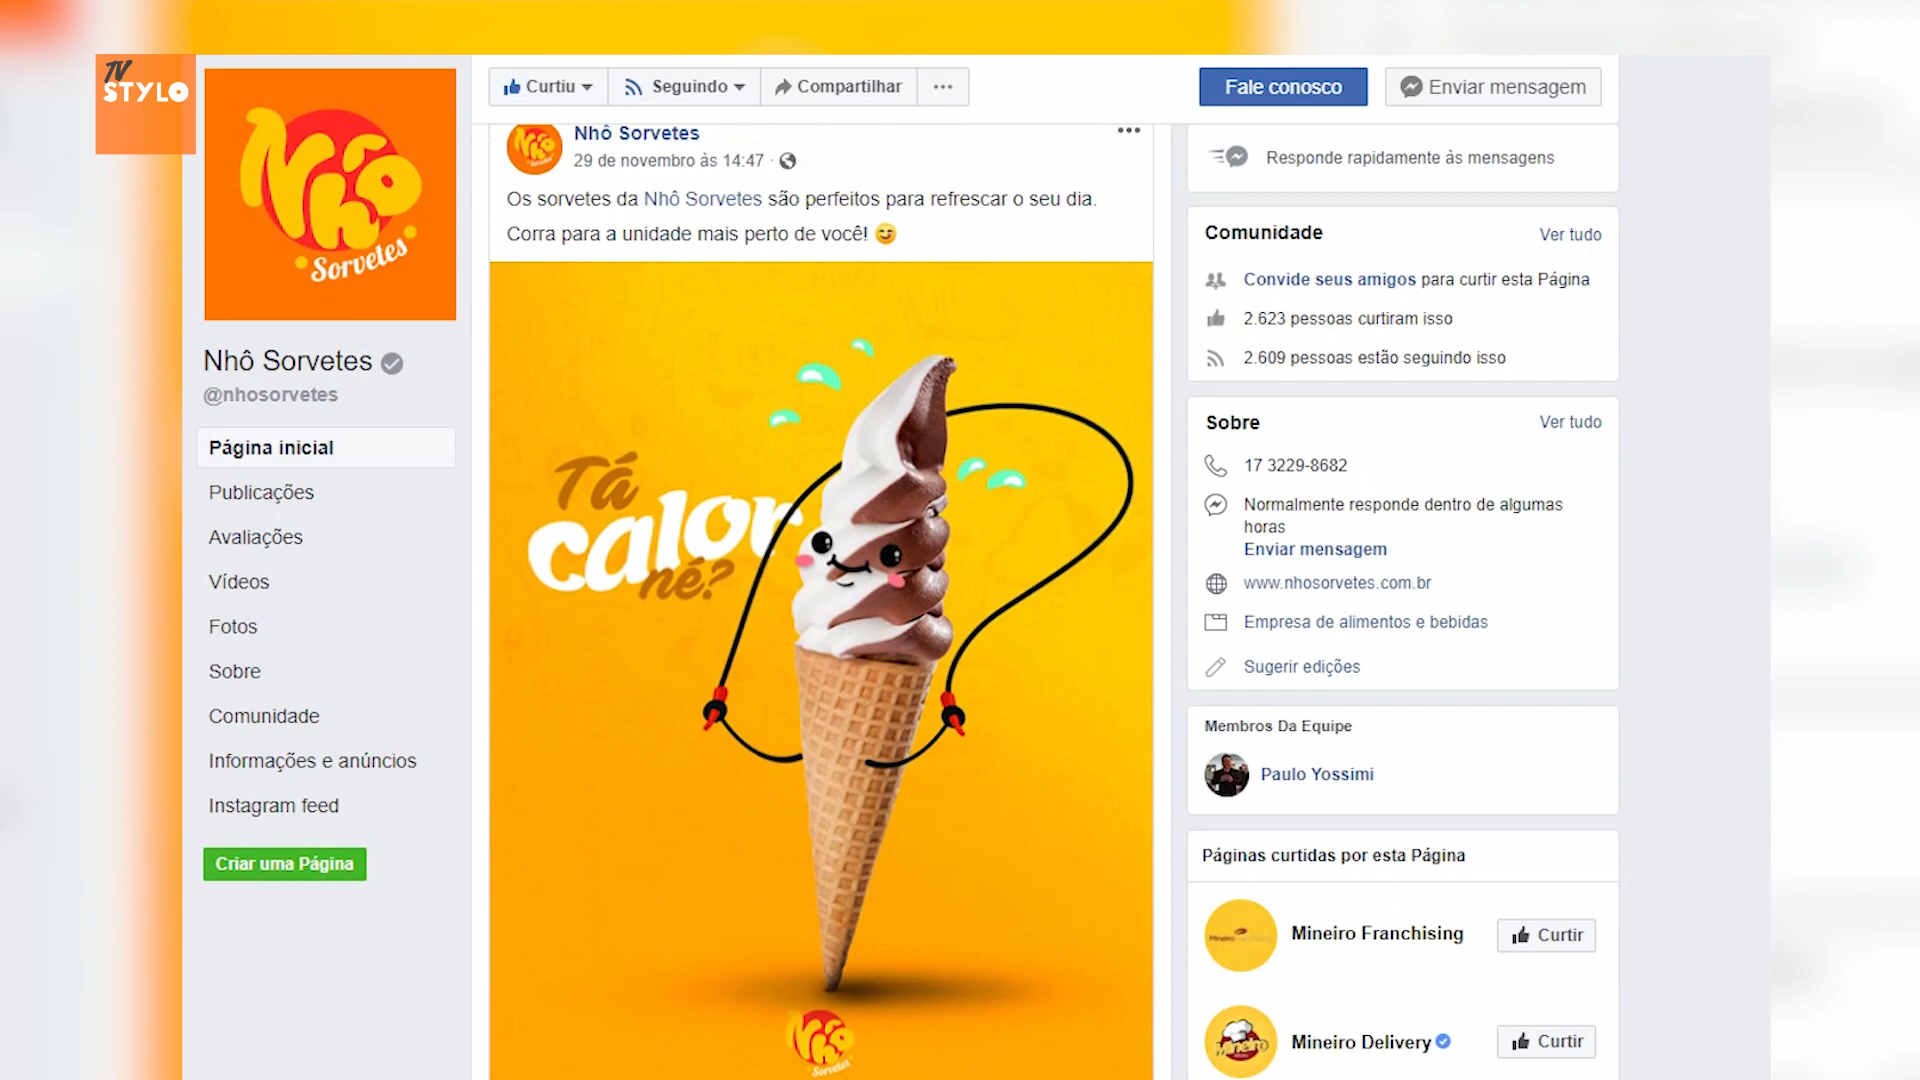 TV
STYLO
Nhô
Sorvetes
Nhô Sorvetes
@nhosorvetes
Página inicial
Publicações
Avaliações
Vídeos
Fotos
Sobre
Comunidade
Informações e anúncios
Instagram feed
Criar uma Página
Curtiu
Seguindo
Compartilhar
Fale conosco
Enviar mensagem
Nhô
Nhô Sorvetes
29 de novembro às 14:47
Os sorvetes da Nhô Sorvetes são perfeitos para refrescar o seu dia.
Corra para a unidade mais perto de você! 😋
Tá
calor
né?
Nhô
Sorvetes
Responde rapidamente às mensagens
Comunidade
Ver tudo
Convide seus amigos para curtir esta Página
2.623 pessoas curtiram isso
2.609 pessoas estão seguindo isso
Sobre
Ver tudo
17 3229-8682
Normalmente responde dentro de algumas
horas
Enviar mensagem
www.nhosorvetes.com.br
Empresa de alimentos e bebidas
Sugerir edições
Membros Da Equipe
Paulo Yossimi
Páginas curtidas por esta Página
Mineiro Franchising
Curtir
Mineiro
Mineiro Delivery
Curtir